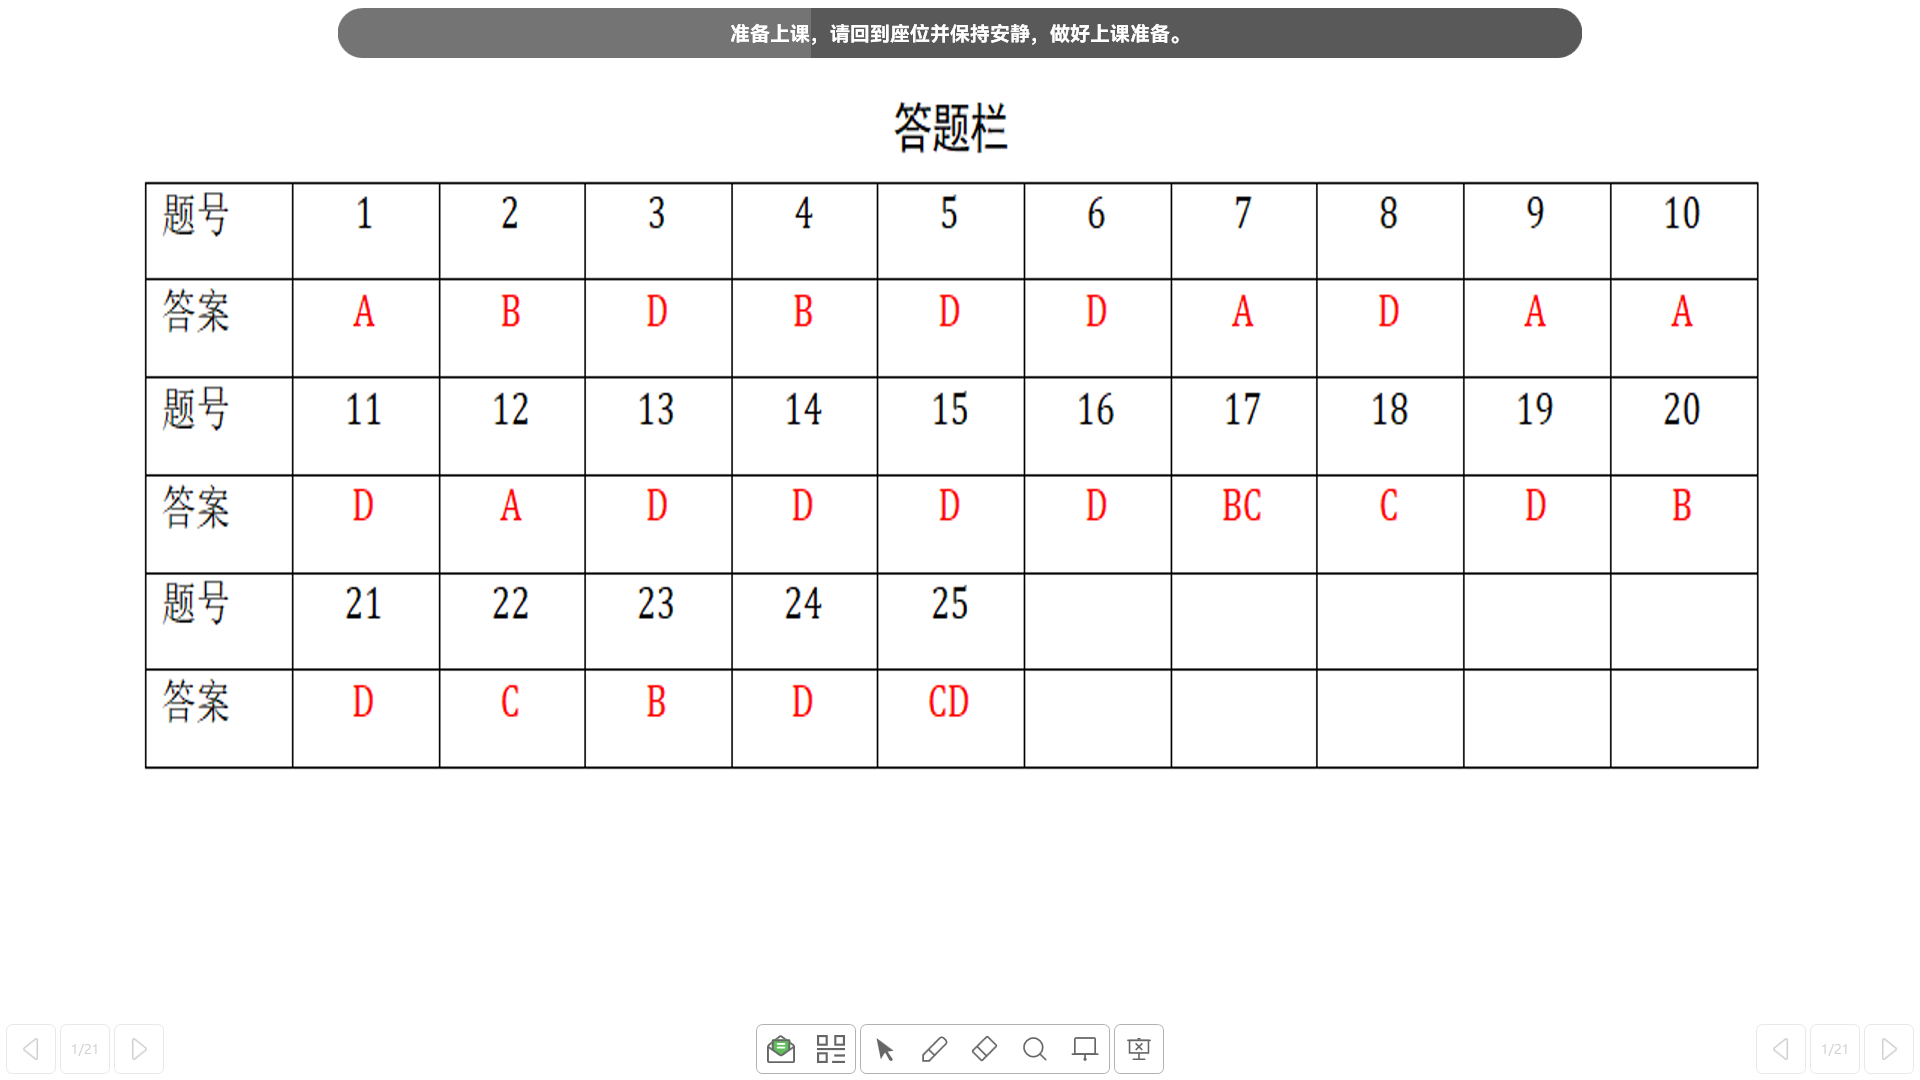 准备上课，请回到座位并保持安静，做好上课准备。
答题栏
题号 1 2 3 4 5 6 7 8 9 10
答案 A B D B D D A D A A
题号 11 12 13 14 15 16 17 18 19 20
答案 D A D D D D BC C D B
题号 21 22 23 24 25
答案 D C B D CD
1/21 1/21